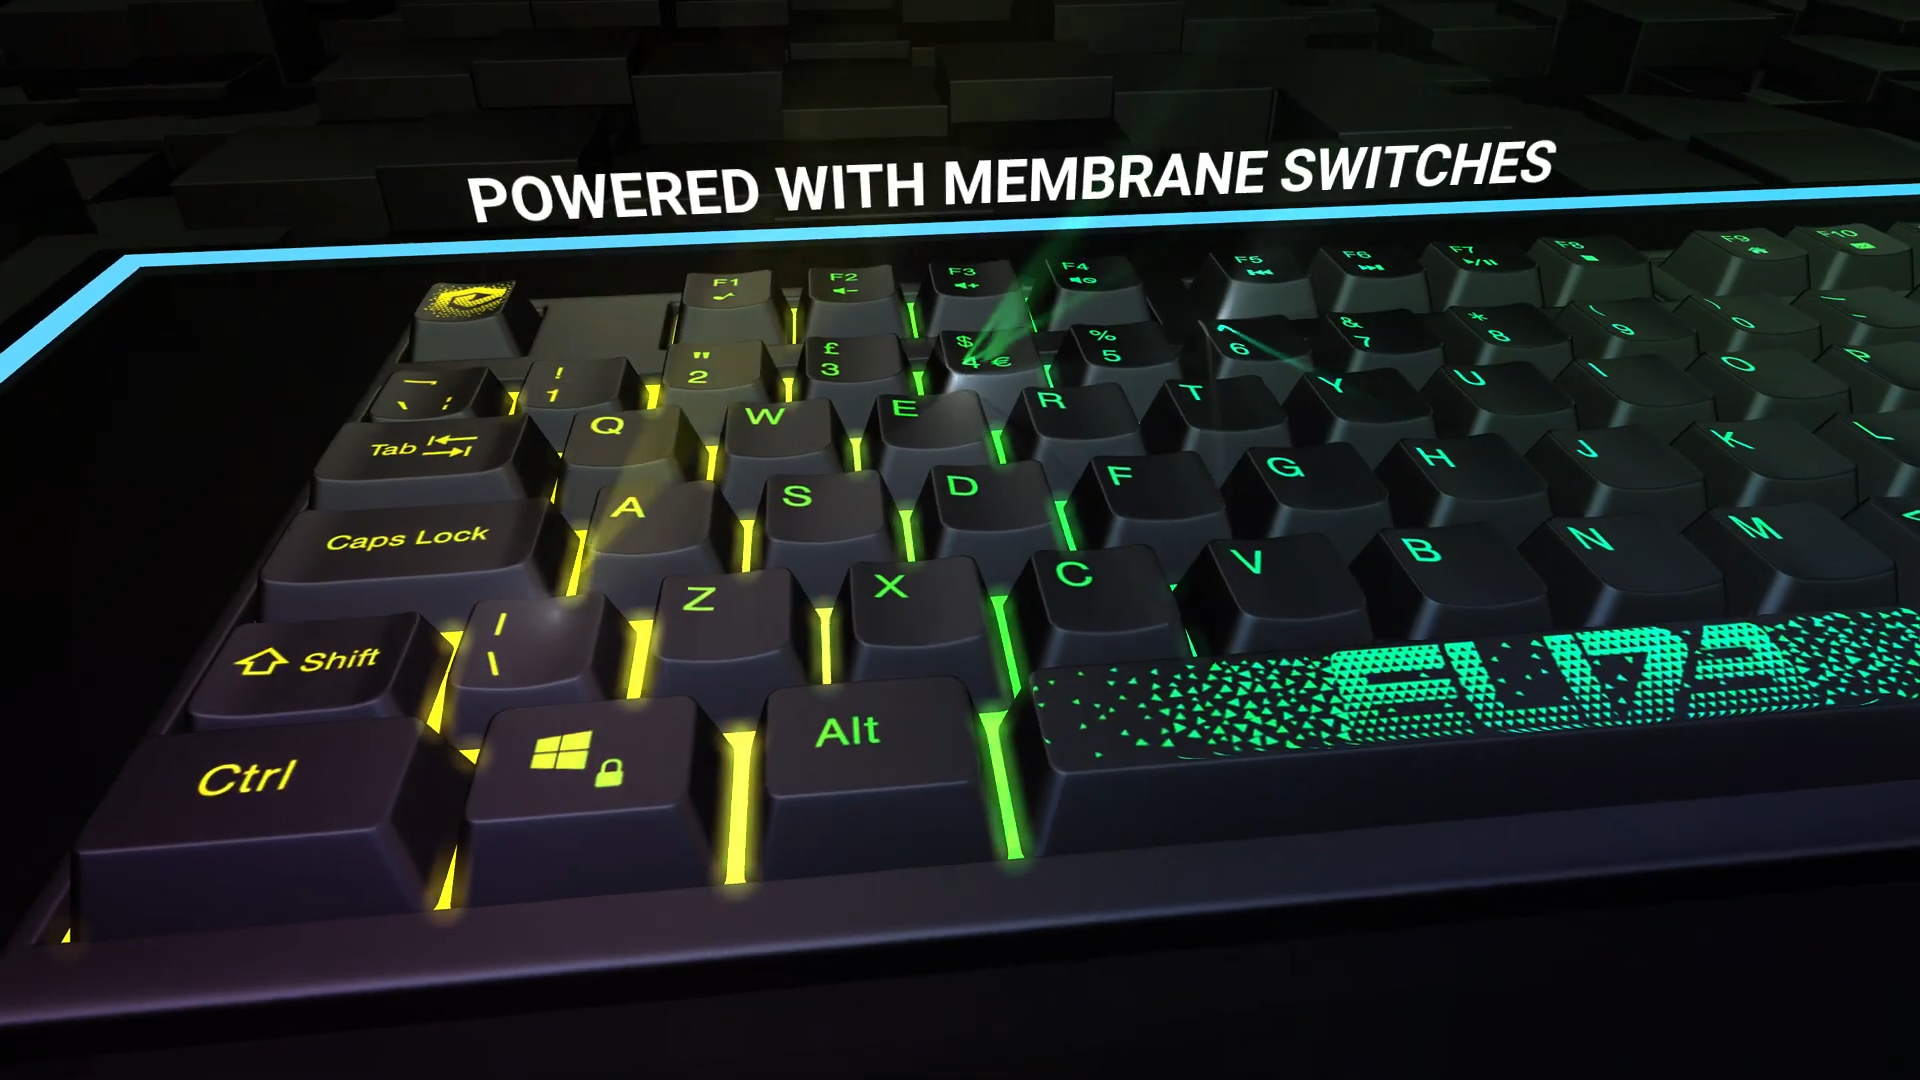 POWERED WITH MEMBRANE SWITCHES
F1 F2 F3 F4 F5 F6 F7 F8 F9 F10
! 1 " 2 £ 3 $ 4 € % 5 6 & 7 * 8 ( 9 ) 0
Tab Q W E R T Y U I O P
Caps Lock A S D F G H J K L
Shift | \ Z X C V B N M
Ctrl Alt